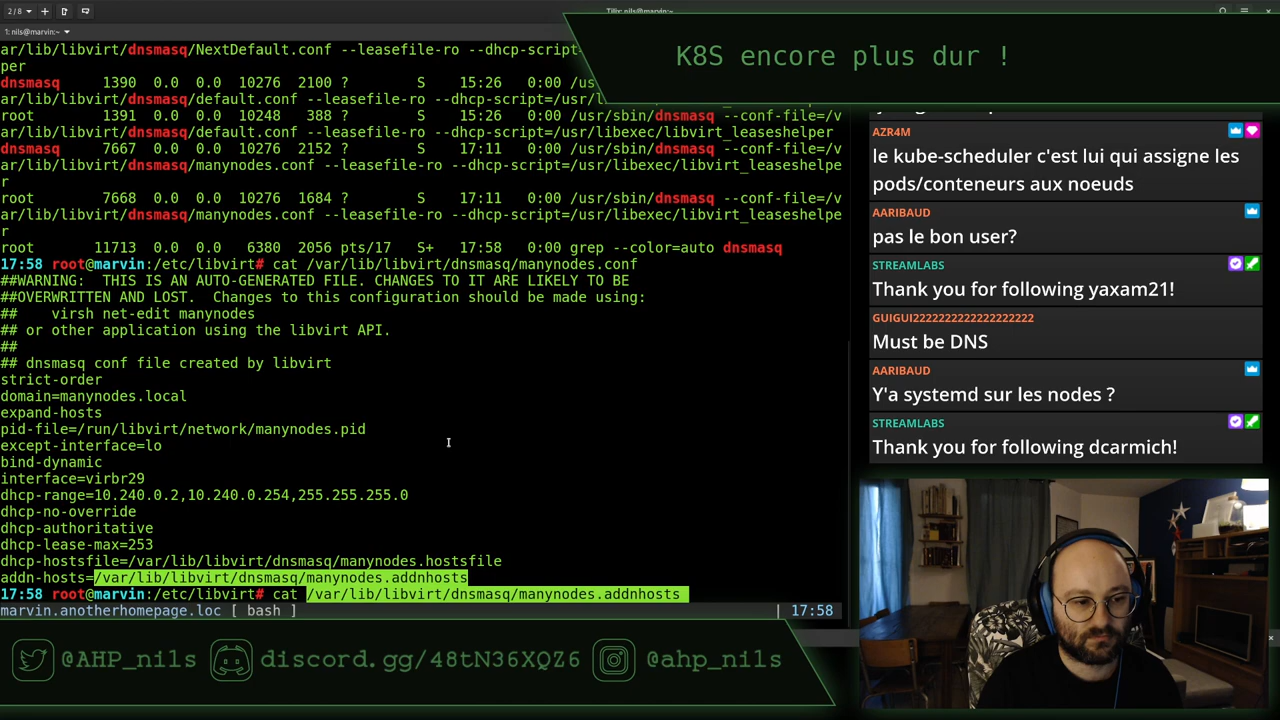 2 / 8
Tilix: nils@marvin:~
1: nils@marvin:~
ar/lib/libvirt/dnsmasq/NextDefault.conf --leasefile-ro --dhcp-script=
per
dnsmasq 1390 0.0 0.0 10276 2100 ? S 15:26 0:00 /us
ar/lib/libvirt/dnsmasq/default.conf --leasefile-ro --dhcp-script=/usr/l
root 1391 0.0 0.0 10248 388 ? S 15:26 0:00 /usr/sbin/dnsmasq --conf-file=/v
ar/lib/libvirt/dnsmasq/default.conf --leasefile-ro --dhcp-script=/usr/libexec/libvirt_leaseshelper
dnsmasq 7667 0.0 0.0 10276 2152 ? S 17:11 0:00 /usr/sbin/dnsmasq --conf-file=/v
ar/lib/libvirt/dnsmasq/manynodes.conf --leasefile-ro --dhcp-script=/usr/libexec/libvirt_leaseshelpe
r
root 7668 0.0 0.0 10276 1684 ? S 17:11 0:00 /usr/sbin/dnsmasq --conf-file=/v
ar/lib/libvirt/dnsmasq/manynodes.conf --leasefile-ro --dhcp-script=/usr/libexec/libvirt_leaseshelpe
r
root 11713 0.0 0.0 6380 2056 pts/17 S+ 17:58 0:00 grep --color=auto dnsmasq
17:58 root@marvin:/etc/libvirt# cat /var/lib/libvirt/dnsmasq/manynodes.conf
##WARNING: THIS IS AN AUTO-GENERATED FILE. CHANGES TO IT ARE LIKELY TO BE
##OVERWRITTEN AND LOST. Changes to this configuration should be made using:
## virsh net-edit manynodes
## or other application using the libvirt API.
##
## dnsmasq conf file created by libvirt
strict-order
domain=manynodes.local
expand-hosts
pid-file=/run/libvirt/network/manynodes.pid
except-interface=lo
bind-dynamic
interface=virbr29
dhcp-range=10.240.0.2,10.240.0.254,255.255.255.0
dhcp-no-override
dhcp-authoritative
dhcp-lease-max=253
dhcp-hostsfile=/var/lib/libvirt/dnsmasq/manynodes.hostsfile
addn-hosts=/var/lib/libvirt/dnsmasq/manynodes.addnhosts
17:58 root@marvin:/etc/libvirt# cat /var/lib/libvirt/dnsmasq/manynodes.addnhosts
marvin.anotherhomepage.loc [ bash ] | 17:58
K8S encore plus dur !
AZR4M
le kube-scheduler c'est lui qui assigne les
pods/conteneurs aux noeuds
AARIBAUD
pas le bon user?
STREAMLABS
Thank you for following yaxam21!
GUIGUI2222222222222222222
Must be DNS
AARIBAUD
Y'a systemd sur les nodes ?
STREAMLABS
Thank you for following dcarmich!
@AHP_nils discord.gg/48tN36XQZ6 @ahp_nils